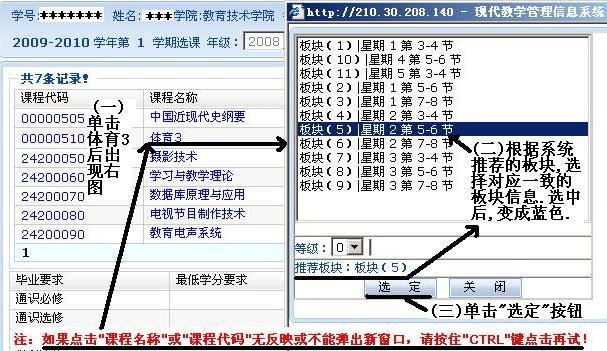 学号:******* 姓名: *** 学院:教育技术学院
2009-2010 学年第 1 学期选课 年级: 2008
共7条记录!
课程代码 课程名称
00000505 中国近现代史纲要
00000510 体育3
24200050 摄影技术
24200060 学习与教学理论
24200070 数据库原理与应用
24200080 电视节目制作技术
24200090 教育电声系统
1
毕业要求 最低学分要求
通识必修
通识选修
(一)
单击
体育3
后出
现右
图
http://210.30.208.140 - 现代教学管理信息系统
板块(1)|星期 1 第 3-4 节
板块(10)|星期 4 第 5-6 节
板块(11)|星期 5 第 3-4 节
板块(2)|星期 1 第 5-6 节
板块(3)|星期 1 第 7-8 节
板块(4)|星期 2 第 3-4 节
板块(5)|星期 2 第 5-6 节
板块(6)|星期 2 第 7-8 节
板块(7)|星期 3 第 3-4 节
板块(8)|星期 3 第 5-6 节
板块(9)|星期 3 第 7-8 节
(二)根据系统
推荐的板块,选
择对应一致的
板块信息.选中
后,变成蓝色.
等级: 0
推荐板块:板块(5)
选 定 关 闭
(三)单击"选定"按钮
注: 如果点击"课程名称"或"课程代码"无反映或不能弹出新窗口, 请按住"CTRL"键点击再试!